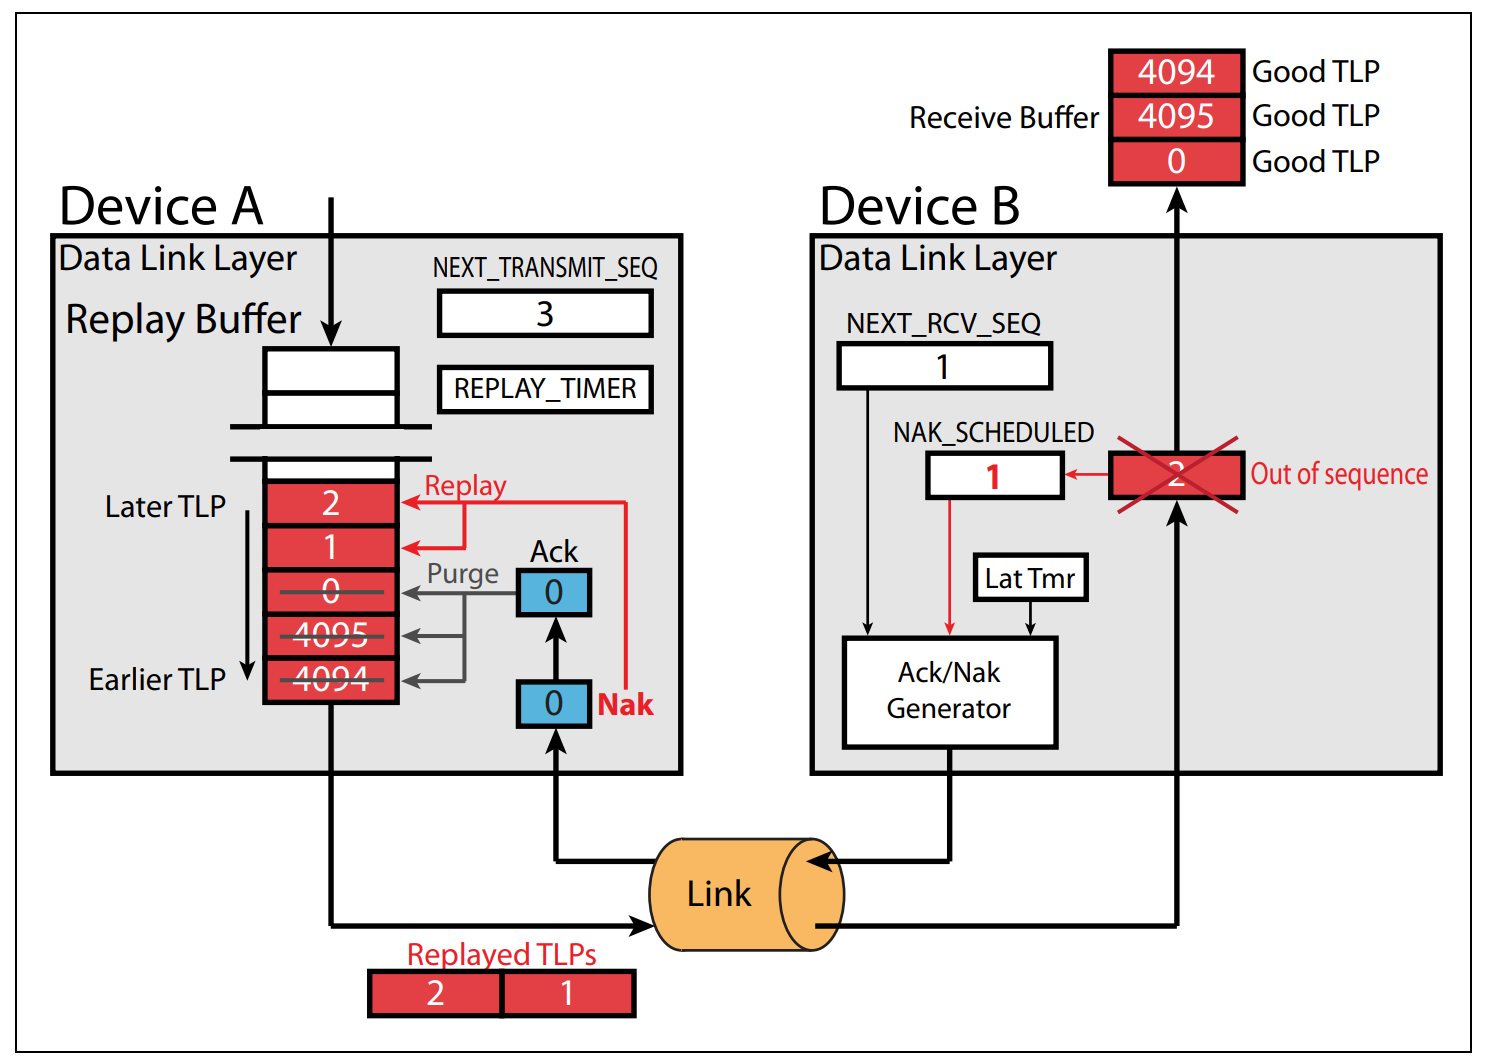 4094 Good TLP
Receive Buffer 4095 Good TLP
0 Good TLP
Device A
Data Link Layer
NEXT_TRANSMIT_SEQ
3
Replay Buffer
REPLAY_TIMER
Later TLP
2
Replay
1
Ack
0
Purge
0
4095
Earlier TLP
4094
0 Nak
Device B
Data Link Layer
NEXT_RCV_SEQ
1
NAK_SCHEDULED
1
2 Out of sequence
Lat Tmr
Ack/Nak
Generator
Link
Replayed TLPs
2 1